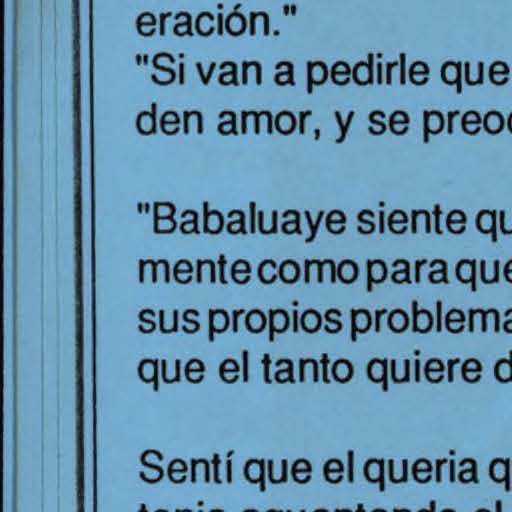 eración."
"Si van a pedirle que
den amor, y se preo
"Babaluaye siente qu
mente como para que
sus propios problema
que el tanto quiere d
Sentí que el queria q